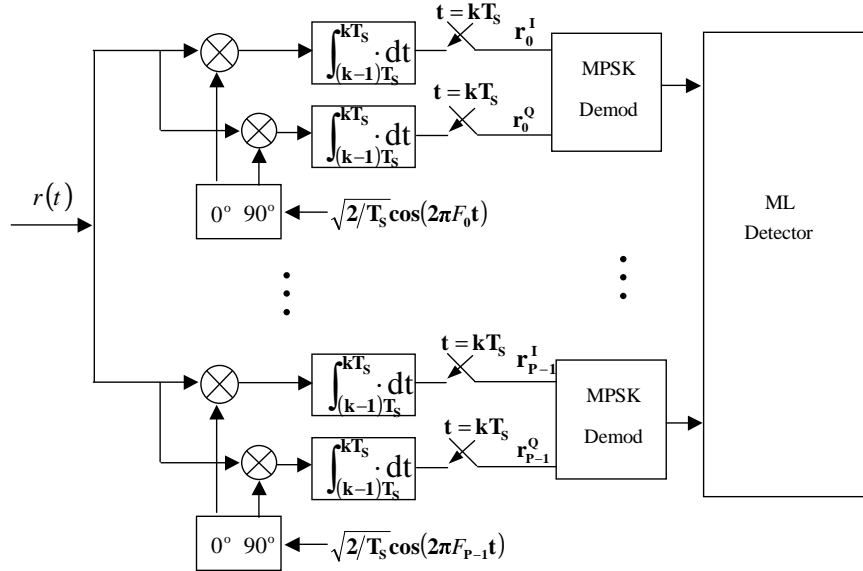 t = kT_S
∫_{(k−1)T_S}^{kT_S} · dt
r_0^I
MPSK
Demod
t = kT_S
∫_{(k−1)T_S}^{kT_S} · dt
r_0^Q
r(t)
0° 90°
√(2/T_S) cos(2πF_0 t)
ML
Detector
t = kT_S
∫_{(k−1)T_S}^{kT_S} · dt
r_{P−1}^I
MPSK
Demod
t = kT_S
∫_{(k−1)T_S}^{kT_S} · dt
r_{P−1}^Q
0° 90°
√(2/T_S) cos(2πF_{P−1} t)